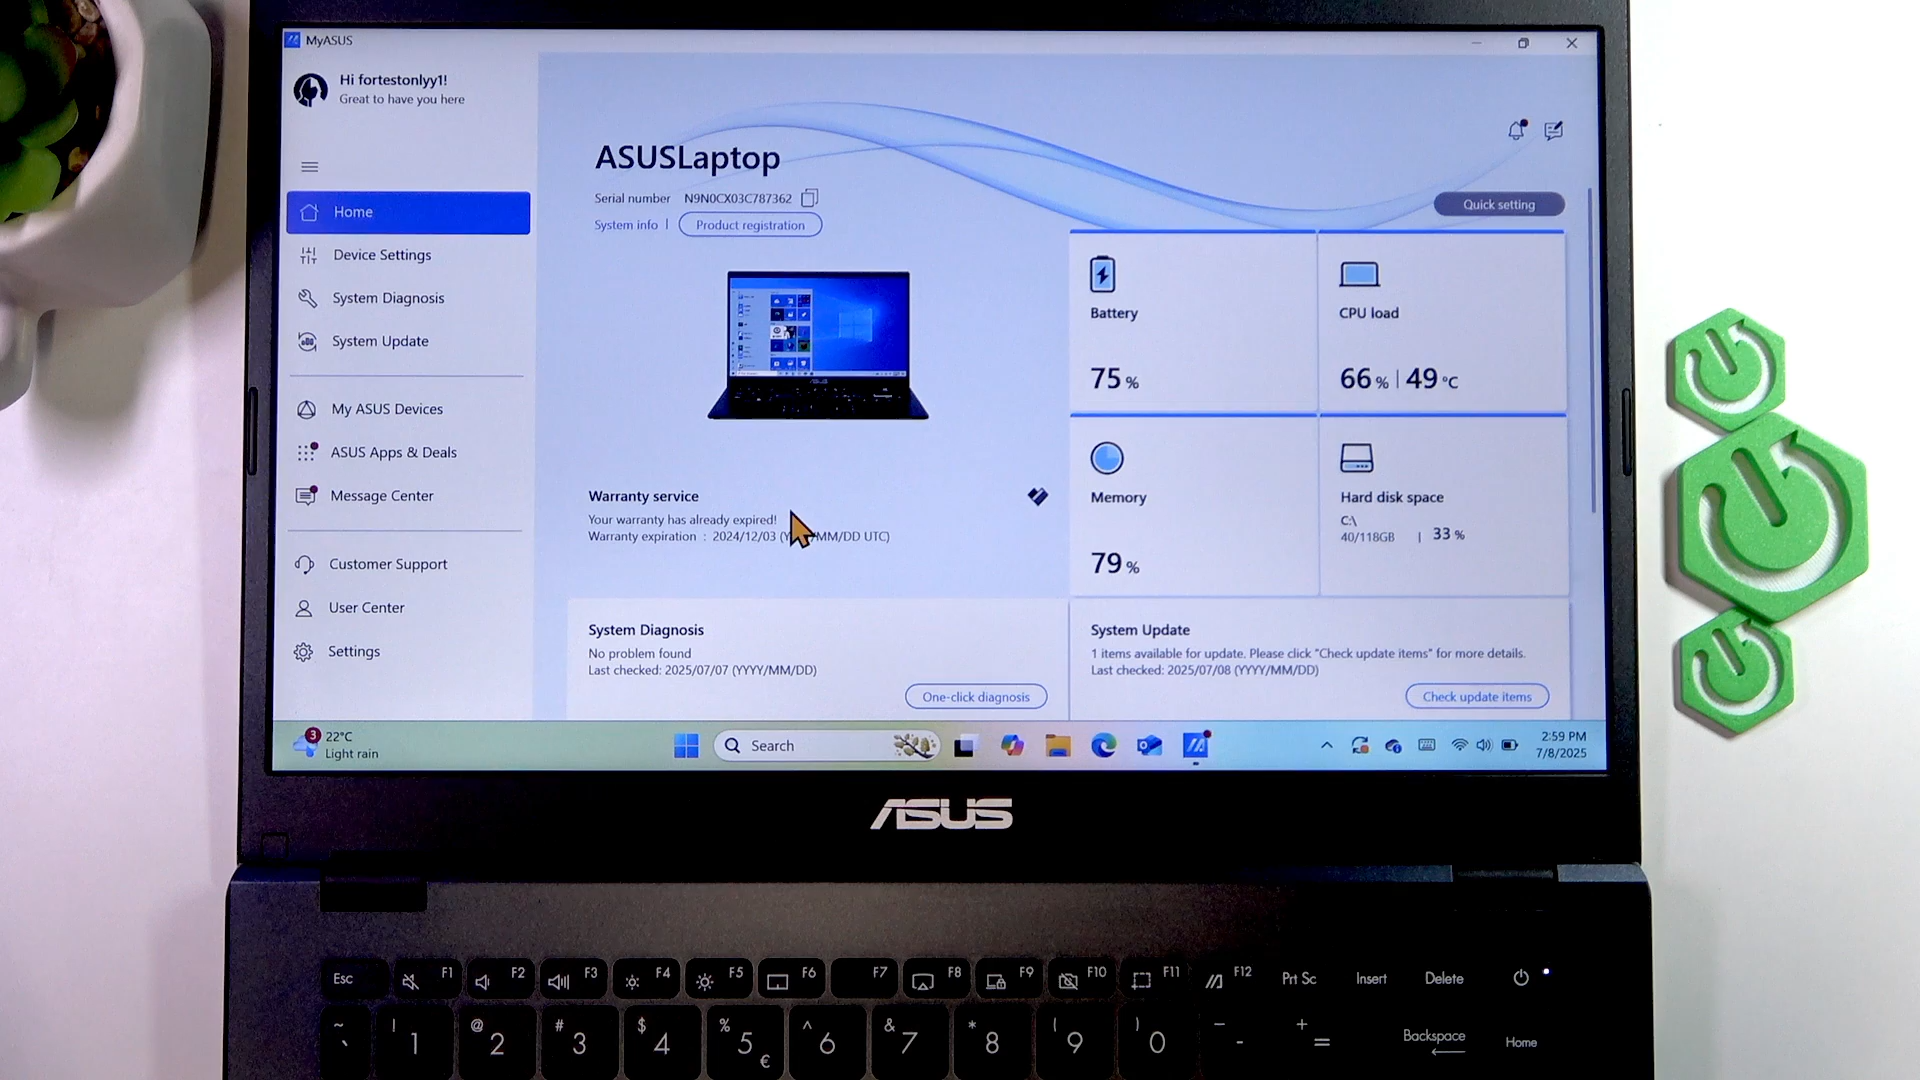 MyASUS
Hi fortestonlyy1!
Great to have you here
Home
Device Settings
System Diagnosis
System Update
My ASUS Devices
ASUS Apps & Deals
Message Center
Customer Support
User Center
Settings
ASUSLaptop
Serial number N9N0CX03C787362
System info | Product registration
Warranty service
Your warranty has already expired!
Warranty expiration : 2024/12/03 (Y MM/DD UTC)
Quick setting
Battery
75 %
CPU load
66 % | 49 °C
Memory
79 %
Hard disk space
C:\
40/118GB | 33 %
System Diagnosis
No problem found
Last checked: 2025/07/07 (YYYY/MM/DD)
One-click diagnosis
System Update
1 items available for update. Please click "Check update items" for more details.
Last checked: 2025/07/08 (YYYY/MM/DD)
Check update items
3
22°C
Light rain
Search
2:59 PM
7/8/2025
ASUS
Esc F1 F2 F3 F4 F5 F6 F7 F8 F9 F10 F11 F12 Prt Sc Insert Delete
~ ` ! 1 @ 2 # 3 $ 4 % 5 € ^ 6 & 7 * 8 ( 9 ) 0 _ - + = Backspace Home